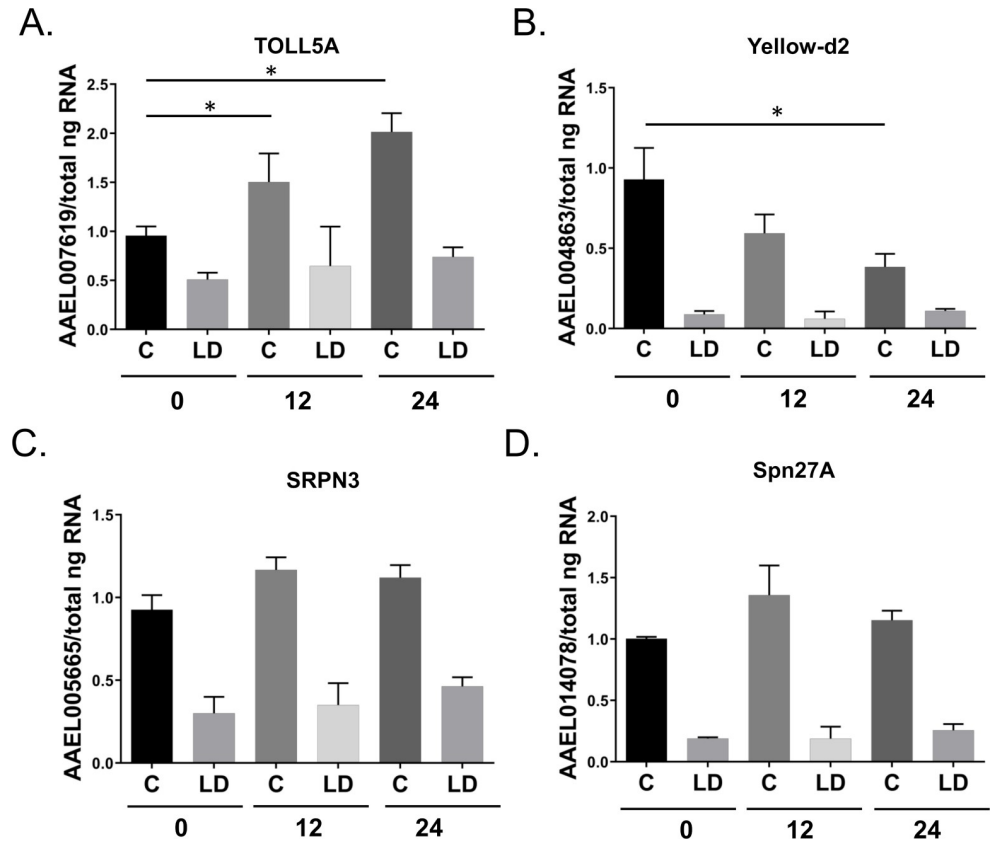 A.
TOLL5A
AAEL007619/total ng RNA
2.5
2.0
1.5
1.0
0.5
0.0
*
*
C LD C LD C LD
0 12 24
B.
Yellow-d2
AAEL004863/total ng RNA
1.5
1.0
0.5
0.0
*
C LD C LD C LD
0 12 24
C.
SRPN3
AAEL005665/total ng RNA
1.5
1.0
0.5
0.0
C LD C LD C LD
0 12 24
D.
Spn27A
AAEL014078/total ng RNA
2.0
1.5
1.0
0.5
0.0
C LD C LD C LD
0 12 24